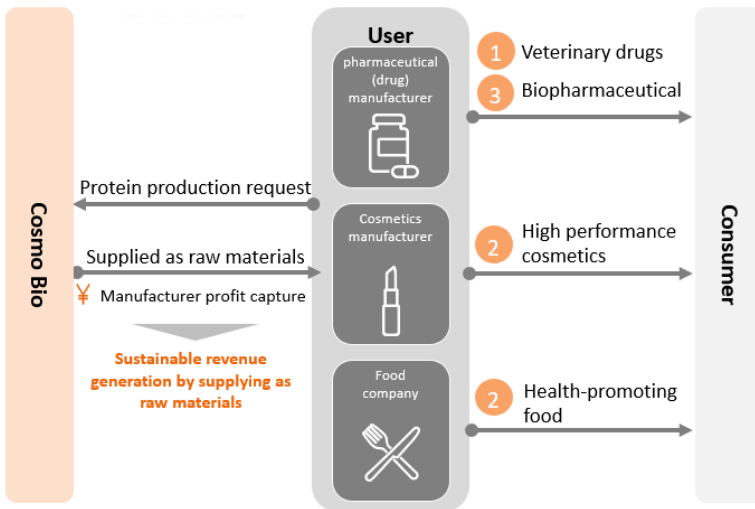 User
pharmaceutical
(drug)
manufacturer
1 Veterinary drugs
3 Biopharmaceutical
Cosmo Bio
Protein production request
Supplied as raw materials
¥ Manufacturer profit capture
Sustainable revenue
generation by supplying as
raw materials
Cosmetics
manufacturer
2 High performance
cosmetics
Food
company
2 Health-promoting
food
Consumer